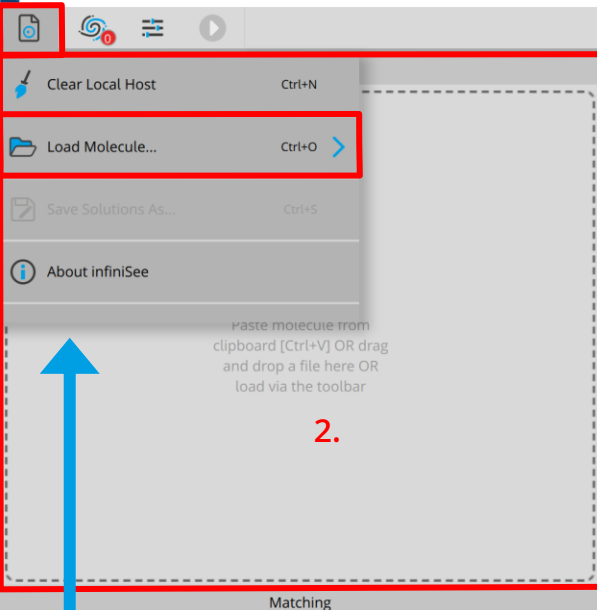 0
Clear Local Host Ctrl+N
Load Molecule... Ctrl+O
Save Solutions As... Ctrl+S
About infiniSee
Paste molecule from
clipboard [Ctrl+V] OR drag
and drop a file here OR
load via the toolbar
2.
Matching